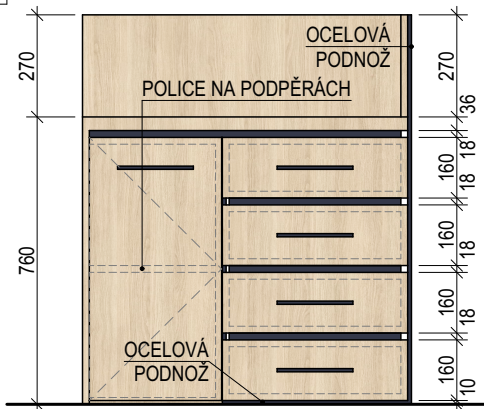 OCELOVÁ
PODNOŽ
POLICE NA PODPĚRÁCH
OCELOVÁ
PODNOŽ
270
760
270
36
18
160
18
160
18
160
18
160
10